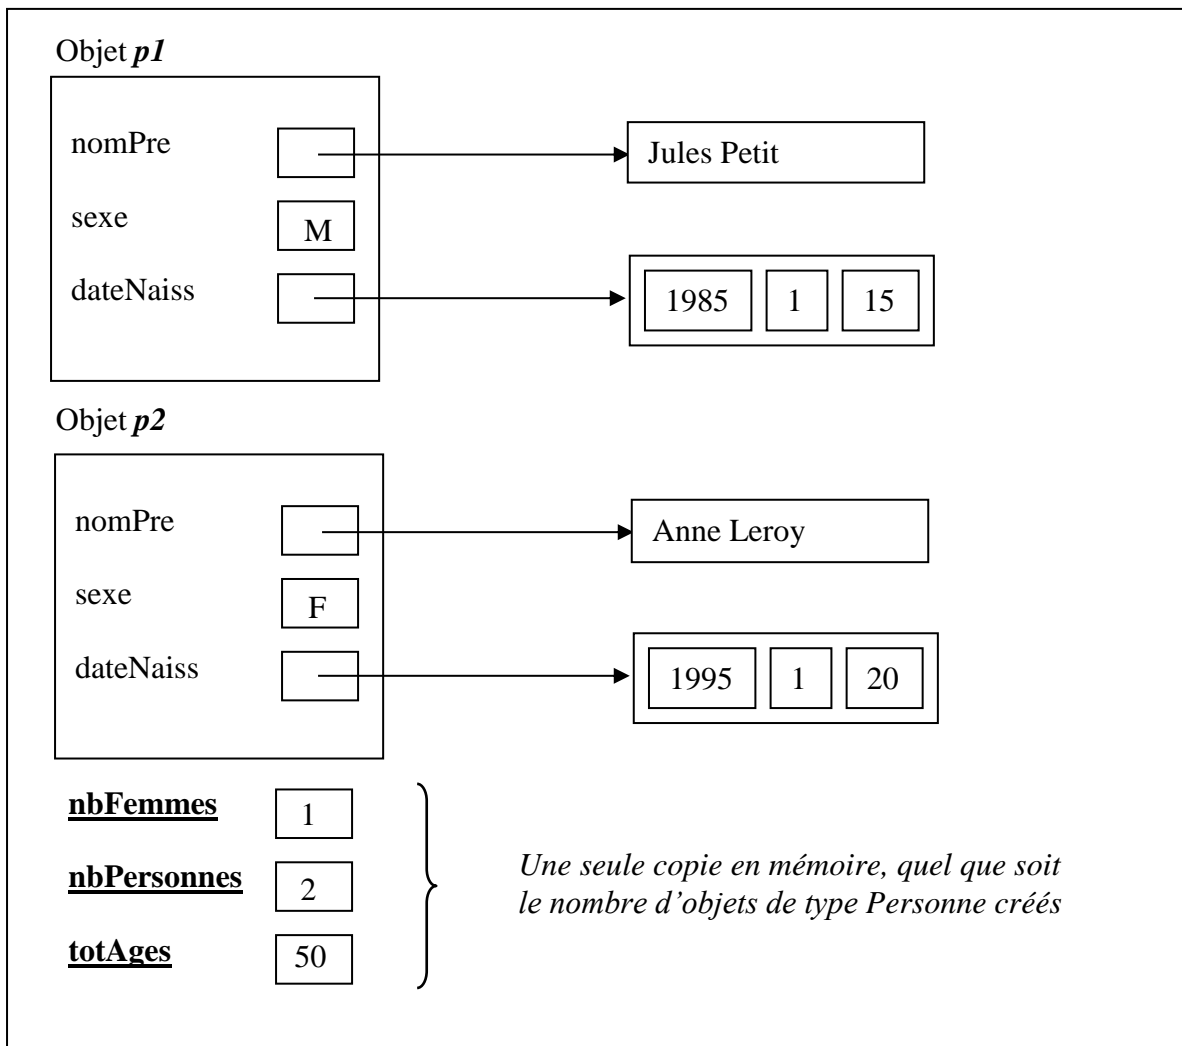 Objet p1
nomPre
Jules Petit
sexe
M
dateNaiss
1985 1 15
Objet p2
nomPre
Anne Leroy
sexe
F
dateNaiss
1995 1 20
nbFemmes
1
nbPersonnes
2
totAges
50
Une seule copie en mémoire, quel que soit
le nombre d’objets de type Personne créés